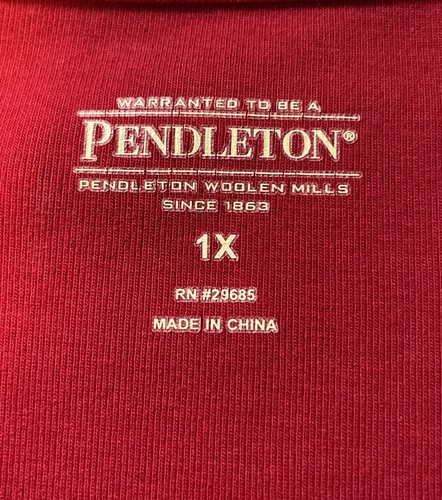 WARRANTED TO BE A
PENDLETON®
PENDLETON WOOLEN MILLS
SINCE 1863
1X
RN #29685
MADE IN CHINA